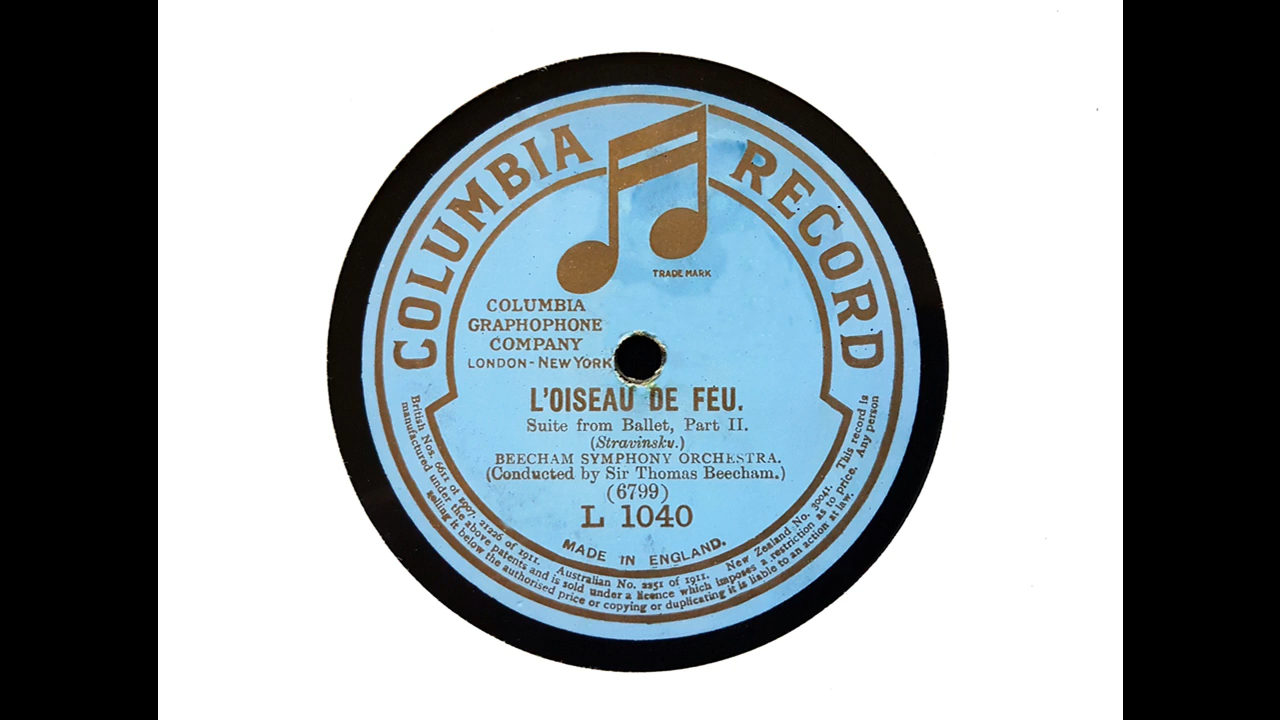 COLUMBIA RECORD
TRADE MARK
COLUMBIA
GRAPHOPHONE
COMPANY
LONDON - NEW YORK
L'OISEAU DE FEU.
Suite from Ballet, Part II.
(Stravinsky.)
BEECHAM SYMPHONY ORCHESTRA.
(Conducted by Sir Thomas Beecham.)
(6799)
L 1040
MADE IN ENGLAND.
British Nos. 6611 of 1907. 21226 of 1911. Australian No. 2251 of 1911. New Zealand No. 30041. This record is
manufactured under the above patents and is sold under a licence which imposes a restriction as to price. Any person
selling it below the authorised price or copying or duplicating it is liable to an action at law.